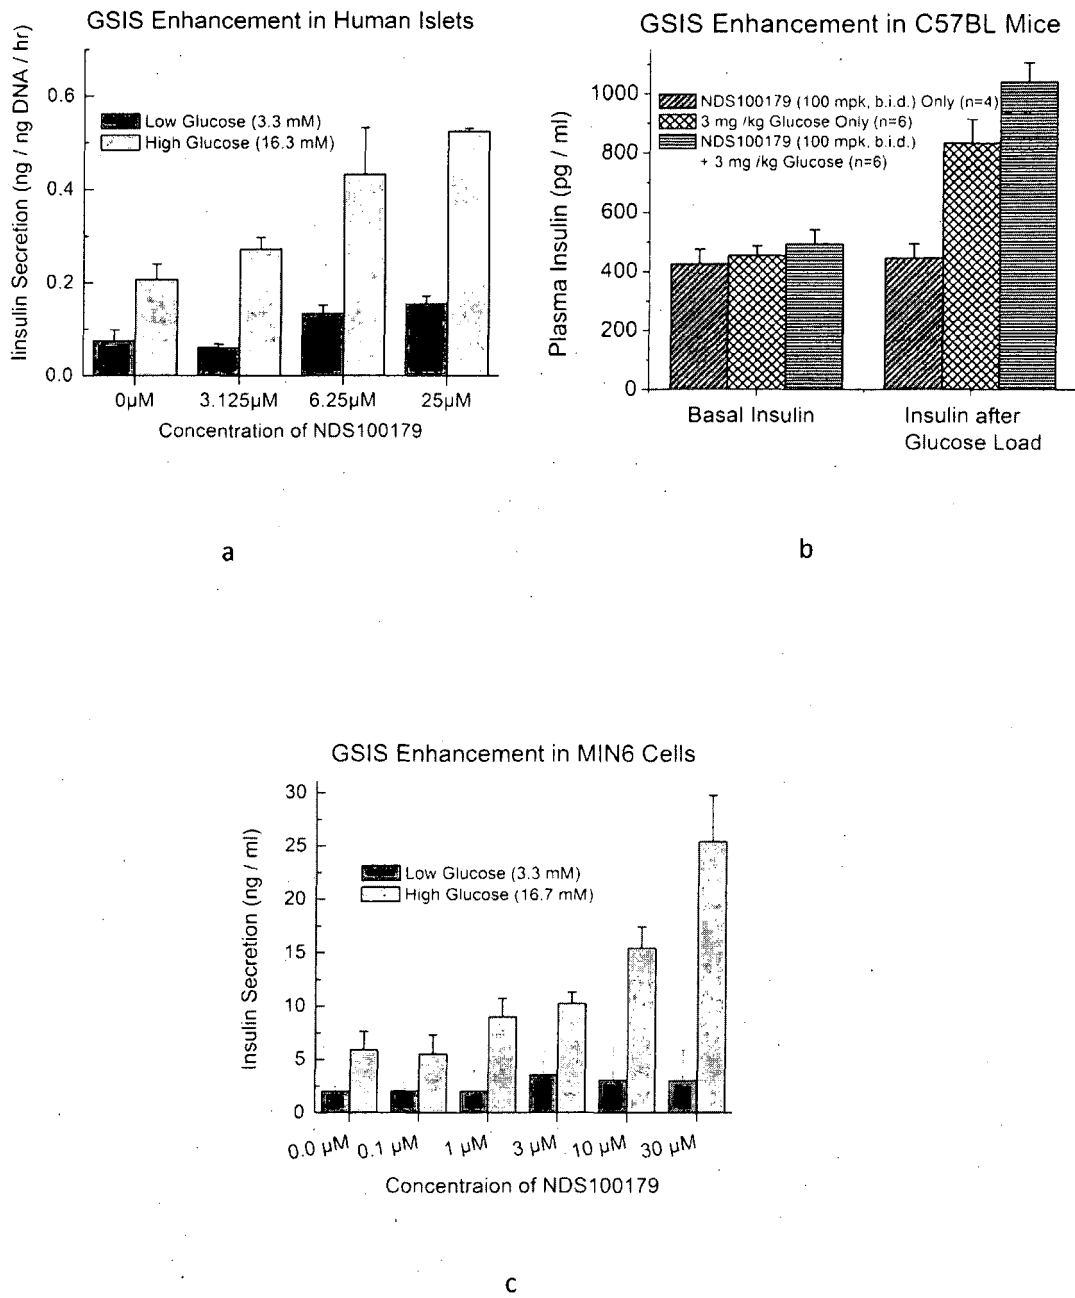 GSIS Enhancement in Human Islets
Iinsulin Secretion (ng / ng DNA / hr)
0.6
0.4
0.2
0.0
Low Glucose (3.3 mM)
High Glucose (16.3 mM)
0µM 3.125µM 6.25µM 25µM
Concentration of NDS100179
a
GSIS Enhancement in C57BL Mice
Plasma Insulin (pg / ml)
1000
800
600
400
200
0
NDS100179 (100 mpk, b.i.d.) Only (n=4)
3 mg /kg Glucose Only (n=6)
NDS100179 (100 mpk, b.i.d.)
+ 3 mg /kg Glucose (n=6)
Basal Insulin Insulin after
Glucose Load
b
GSIS Enhancement in MIN6 Cells
Insulin Secretion (ng / ml)
30
25
20
15
10
5
0
Low Glucose (3.3 mM)
High Glucose (16.7 mM)
0.0 µM 0.1 µM 1 µM 3 µM 10 µM 30 µM
Concentraion of NDS100179
c